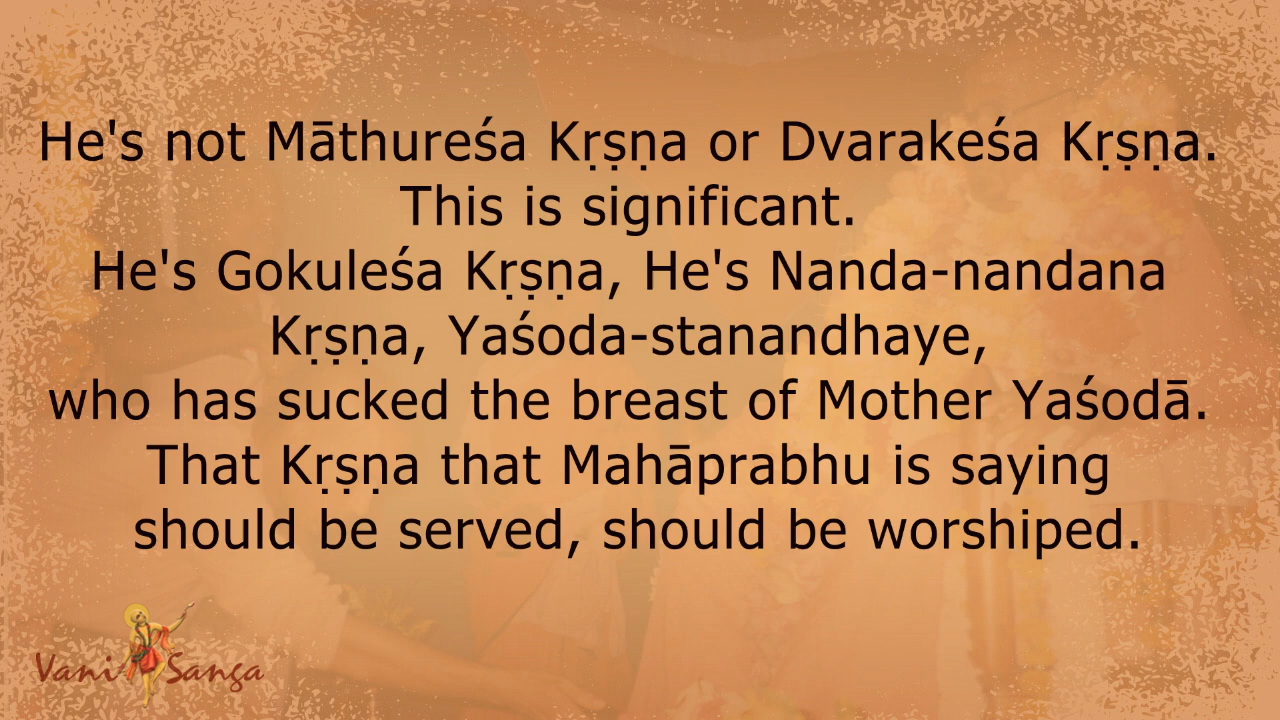 He's not Māthureśa Kṛṣṇa or Dvarakeśa Kṛṣṇa.
This is significant.
He's Gokuleśa Kṛṣṇa, He's Nanda-nandana
Kṛṣṇa, Yaśoda-stanandhaye,
who has sucked the breast of Mother Yaśodā.
That Kṛṣṇa that Mahāprabhu is saying
should be served, should be worshiped.
Vani Sanga